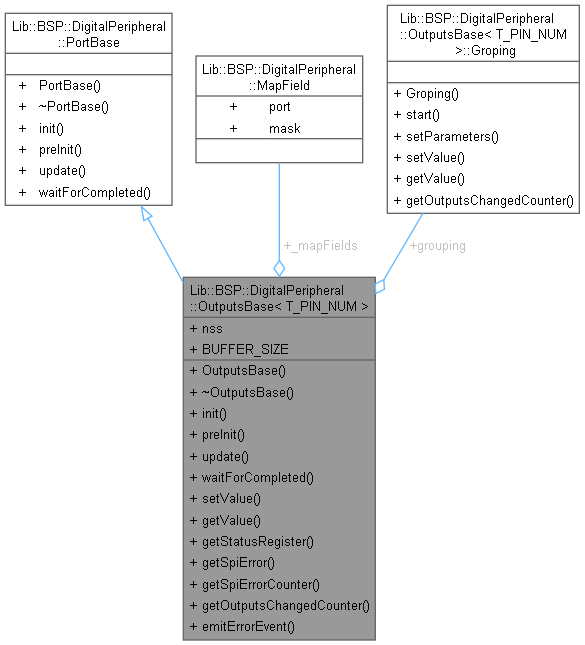 Lib::BSP::DigitalPeripheral
::PortBase
+ PortBase()
+ ~PortBase()
+ init()
+ preInit()
+ update()
+ waitForCompleted()
Lib::BSP::DigitalPeripheral
::MapField
+ port
+ mask
Lib::BSP::DigitalPeripheral
::OutputsBase< T_PIN_NUM
>::Groping
+ Groping()
+ start()
+ setParameters()
+ setValue()
+ getValue()
+ getOutputsChangedCounter()
+_mapFields
+grouping
Lib::BSP::DigitalPeripheral
::OutputsBase< T_PIN_NUM >
+ nss
+ BUFFER_SIZE
+ OutputsBase()
+ ~OutputsBase()
+ init()
+ preInit()
+ update()
+ waitForCompleted()
+ setValue()
+ getValue()
+ getStatusRegister()
+ getSpiError()
+ getSpiErrorCounter()
+ getOutputsChangedCounter()
+ emitErrorEvent()